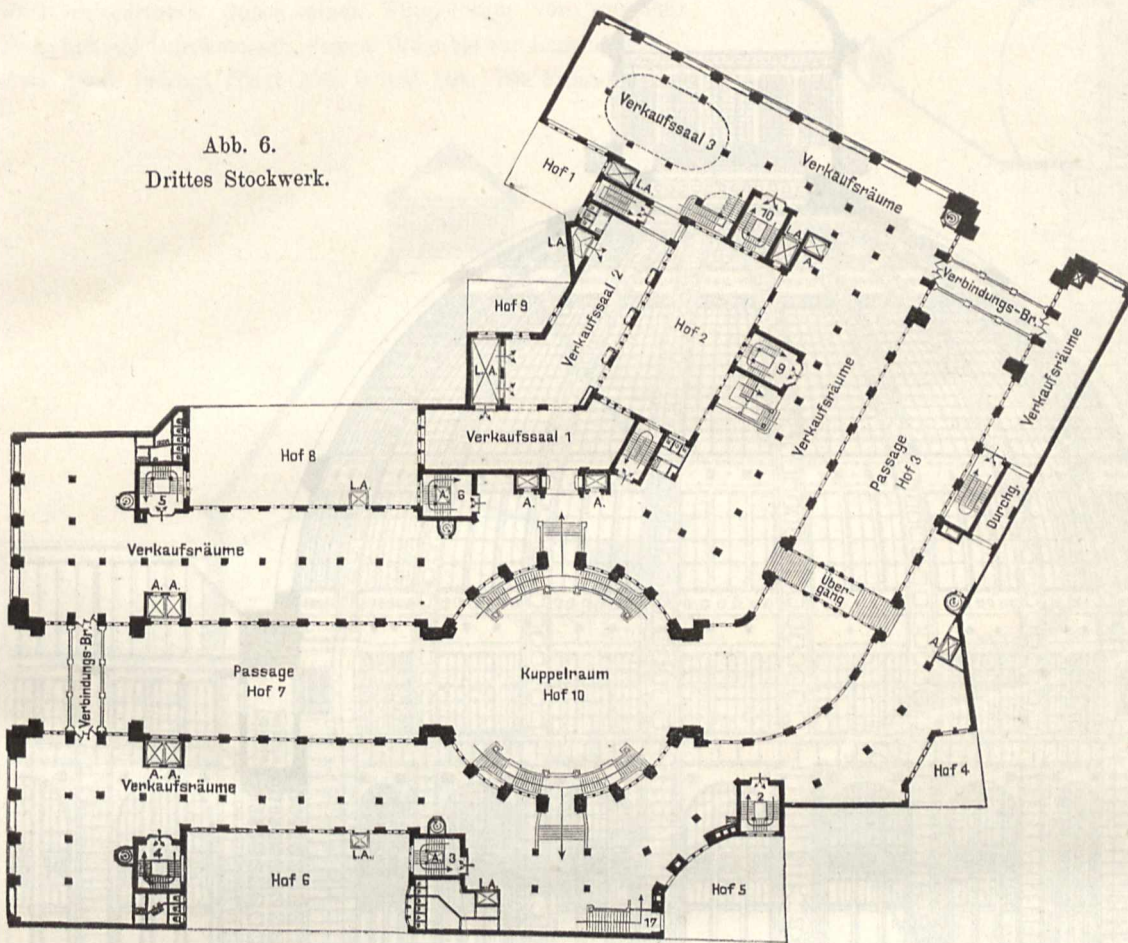 Abb. 6.
Drittes Stockwerk.
Verkaufssaal 3
Verkaufsräume
Hof 1
L.A.
10
L.A.
A.
L.A.
Verbindungs-Br.
Hof 9
Verkaufssaal 2
Hof 2
Verkaufsräume
L.A.
9
Verkaufsräume
Passage
Hof 3
Verkaufssaal 1
Hof 8
L.A.
5
A.
6
A.
A.
Durchg.
Verkaufsräume
A. A.
Über-
gang
A.
Verbindungs-Br.
Passage
Hof 7
Kuppelraum
Hof 10
A. A.
Verkaufsräume
Hof 4
2
4
L.A.
A
3
Hof 6
L.A.
Hof 5
17